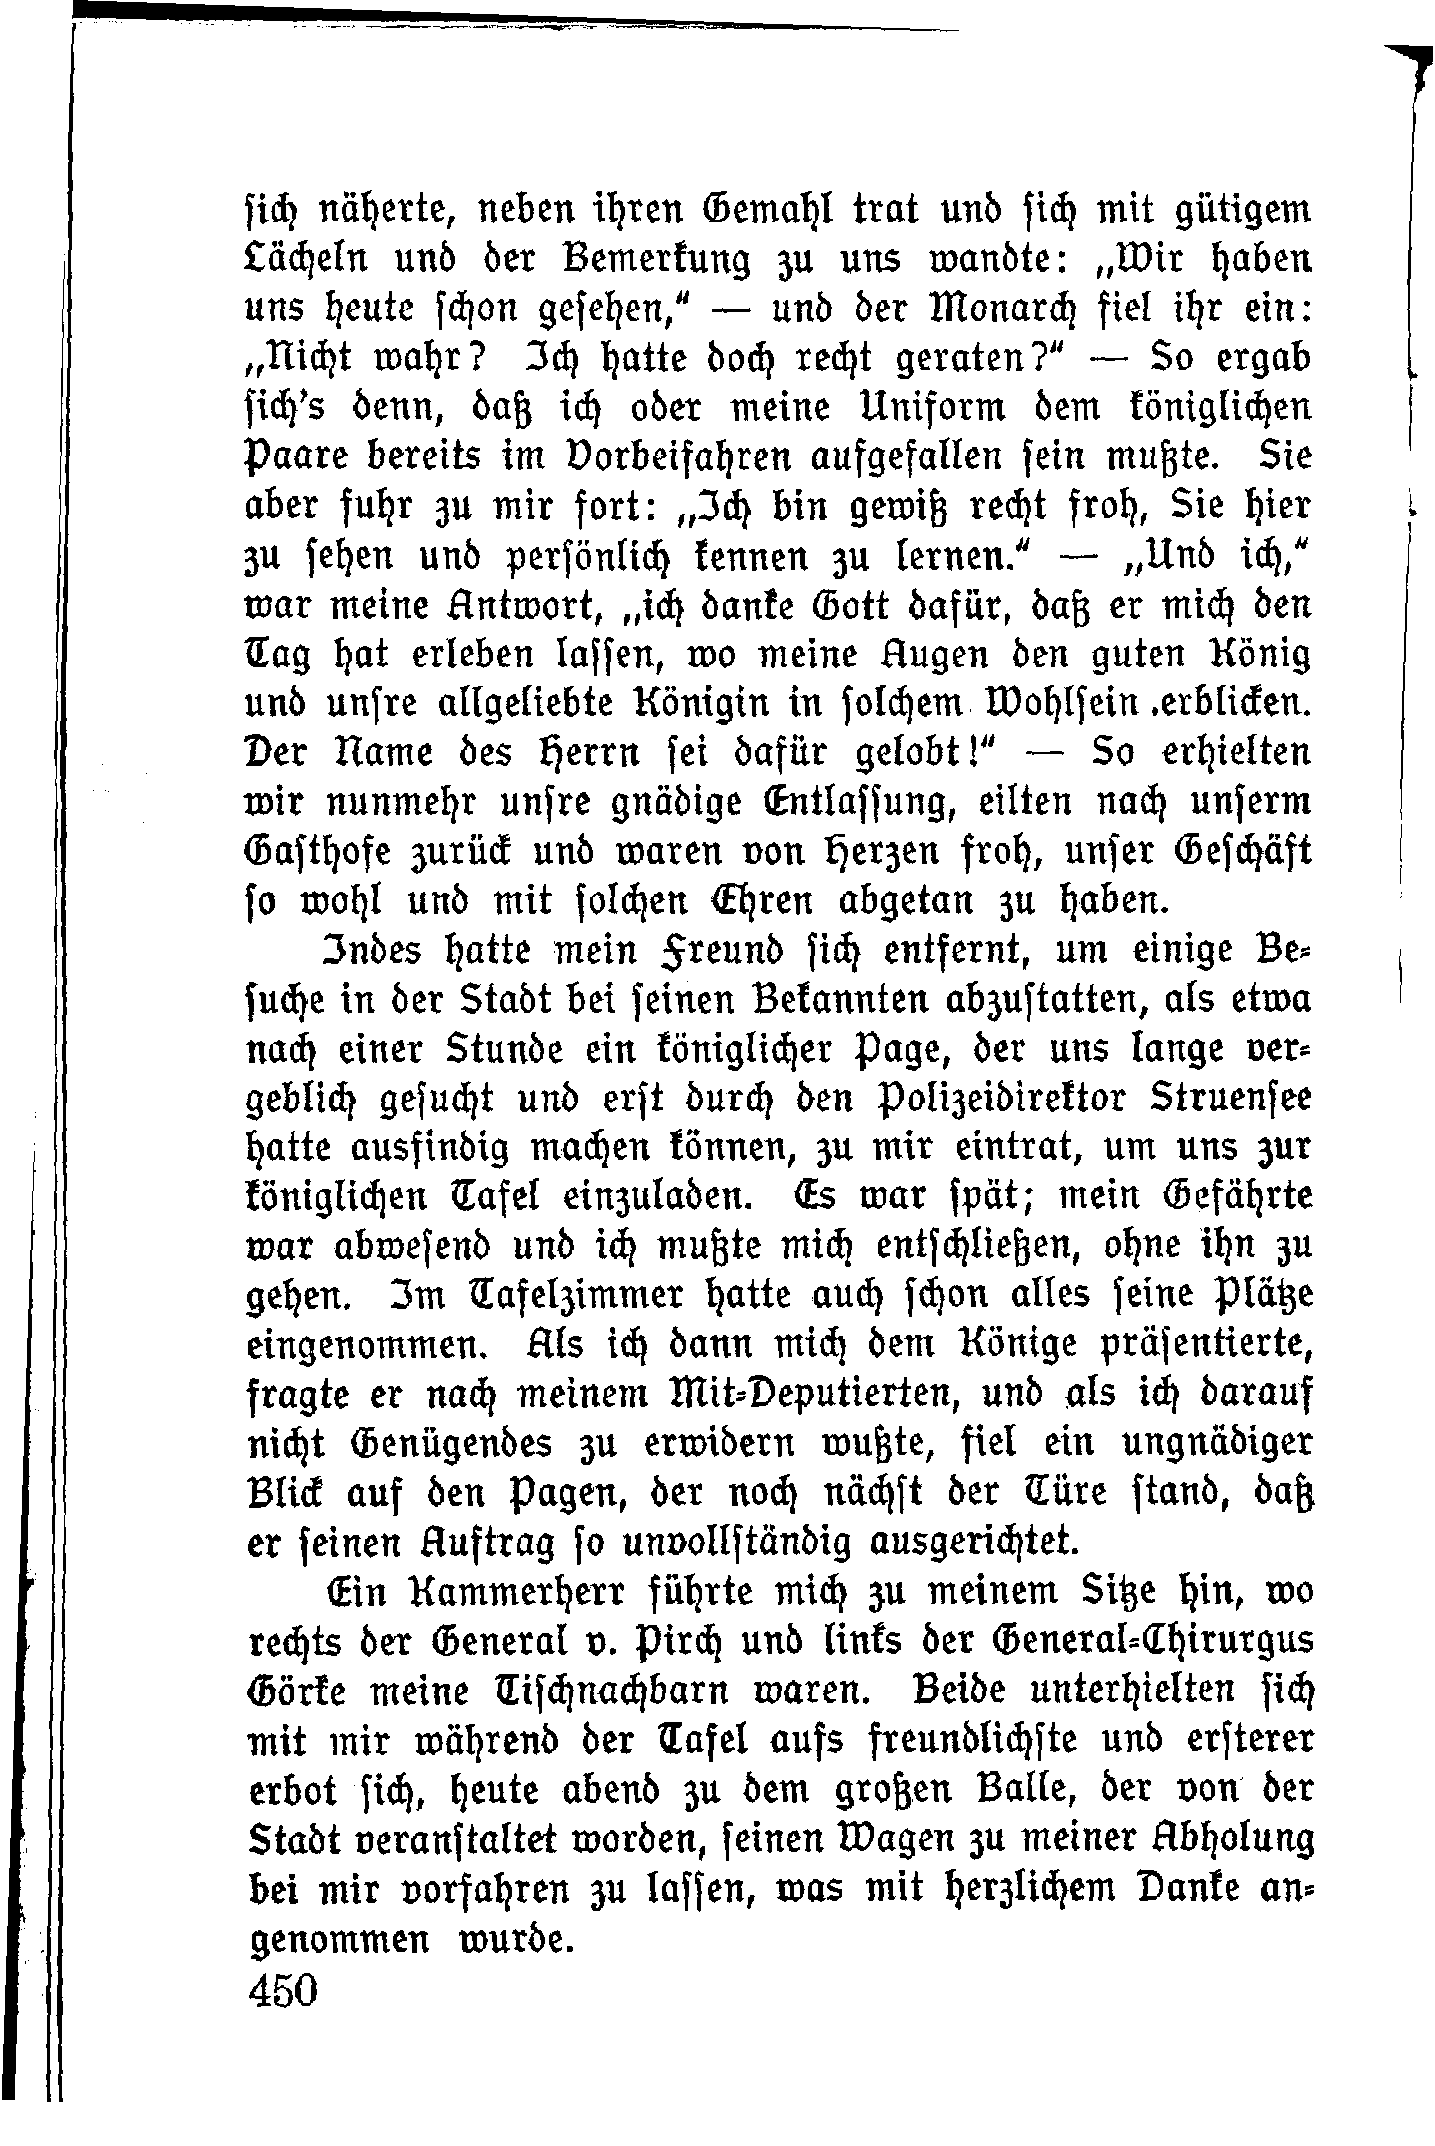 sich näherte, neben ihren Gemahl trat und sich mit gütigem
Lächeln und der Bemerkung zu uns wandte: „Wir haben
uns heute schon gesehen,“ — und der Monarch fiel ihr ein:
„Nicht wahr? Ich hatte doch recht geraten?“ — So ergab
sich's denn, daß ich oder meine Uniform dem königlichen
Paare bereits im Vorbeifahren aufgefallen sein mußte. Sie
aber fuhr zu mir fort: „Ich bin gewiß recht froh, Sie hier
zu sehen und persönlich kennen zu lernen.“ — „Und ich,“
war meine Antwort, „ich danke Gott dafür, daß er mich den
Tag hat erleben lassen, wo meine Augen den guten König
und unsre allgeliebte Königin in solchem Wohlsein erblicken.
Der Name des Herrn sei dafür gelobt!“ — So erhielten
wir nunmehr unsre gnädige Entlassung, eilten nach unserm
Gasthofe zurück und waren von Herzen froh, unser Geschäft
so wohl und mit solchen Ehren abgetan zu haben.
Indes hatte mein Freund sich entfernt, um einige Be-
suche in der Stadt bei seinen Bekannten abzustatten, als etwa
nach einer Stunde ein königlicher Page, der uns lange ver-
geblich gesucht und erst durch den Polizeidirektor Struensee
hatte ausfindig machen können, zu mir eintrat, um uns zur
königlichen Tafel einzuladen. Es war spät; mein Gefährte
war abwesend und ich mußte mich entschließen, ohne ihn zu
gehen. Im Tafelzimmer hatte auch schon alles seine Plätze
eingenommen. Als ich dann mich dem Könige präsentierte,
fragte er nach meinem Mit-Deputierten, und als ich darauf
nicht Genügendes zu erwidern wußte, fiel ein ungnädiger
Blick auf den Pagen, der noch nächst der Türe stand, daß
er seinen Auftrag so unvollständig ausgerichtet.
Ein Kammerherr führte mich zu meinem Sitze hin, wo
rechts der General v. Pirch und links der General-Chirurgus
Görke meine Tischnachbarn waren. Beide unterhielten sich
mit mir während der Tafel aufs freundlichste und ersterer
erbot sich, heute abend zu dem großen Balle, der von der
Stadt veranstaltet worden, seinen Wagen zu meiner Abholung
bei mir vorfahren zu lassen, was mit herzlichem Danke an-
genommen wurde.
450